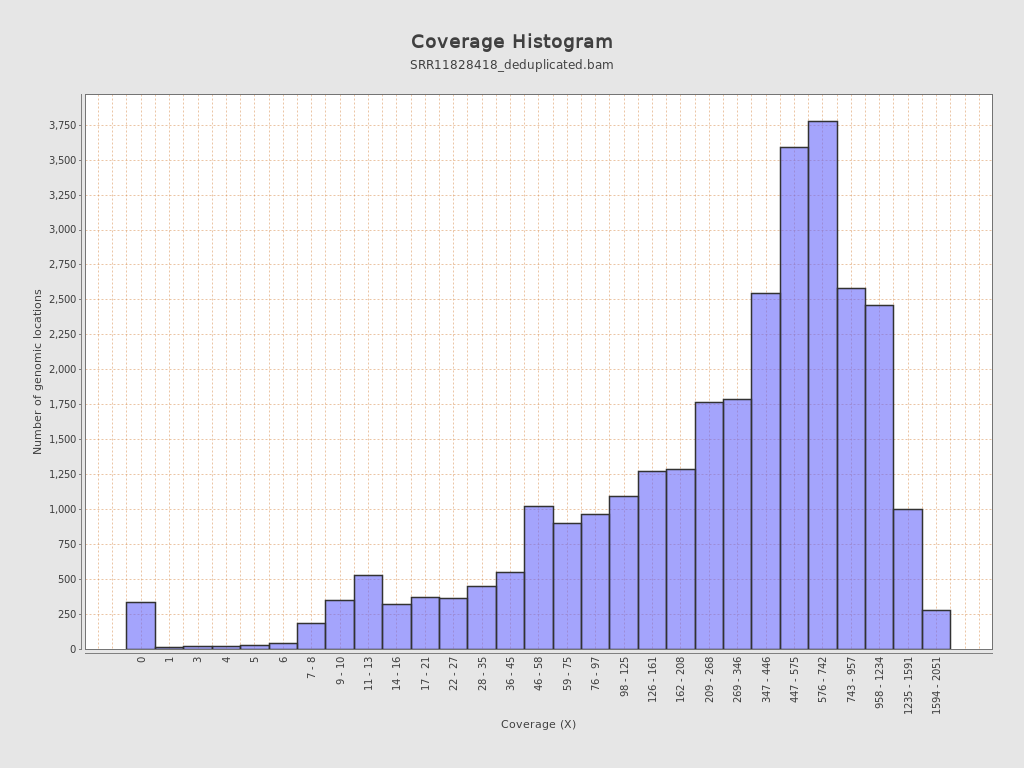 Coverage Histogram
SRR11828418_deduplicated.bam
Number of genomic locations
3,750
3,500
3,250
3,000
2,750
2,500
2,250
2,000
1,750
1,500
1,250
1,000
750
500
250
0
0
1
3
4
5
6
7 - 8
9 - 10
11 - 13
14 - 16
17 - 21
22 - 27
28 - 35
36 - 45
46 - 58
59 - 75
76 - 97
98 - 125
126 - 161
162 - 208
209 - 268
269 - 346
347 - 446
447 - 575
576 - 742
743 - 957
958 - 1234
1235 - 1591
1594 - 2051
Coverage (X)